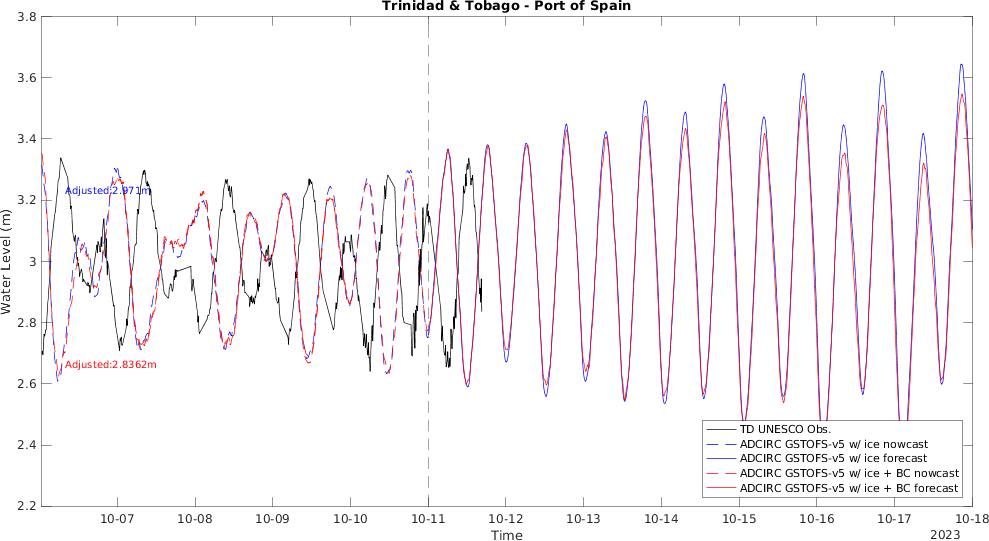 Trinidad & Tobago - Port of Spain
3.8
3.6
3.4
3.2
3
2.8
2.6
2.4
2.2
Water Level (m)
Adjusted:2.971m
Adjusted:2.8362m
TD UNESCO Obs.
ADCIRC GSTOFS-v5 w/ ice nowcast
ADCIRC GSTOFS-v5 w/ ice forecast
ADCIRC GSTOFS-v5 w/ ice + BC nowcast
ADCIRC GSTOFS-v5 w/ ice + BC forecast
10-07 10-08 10-09 10-10 10-11 10-12 10-13 10-14 10-15 10-16 10-17 10-18
Time
2023